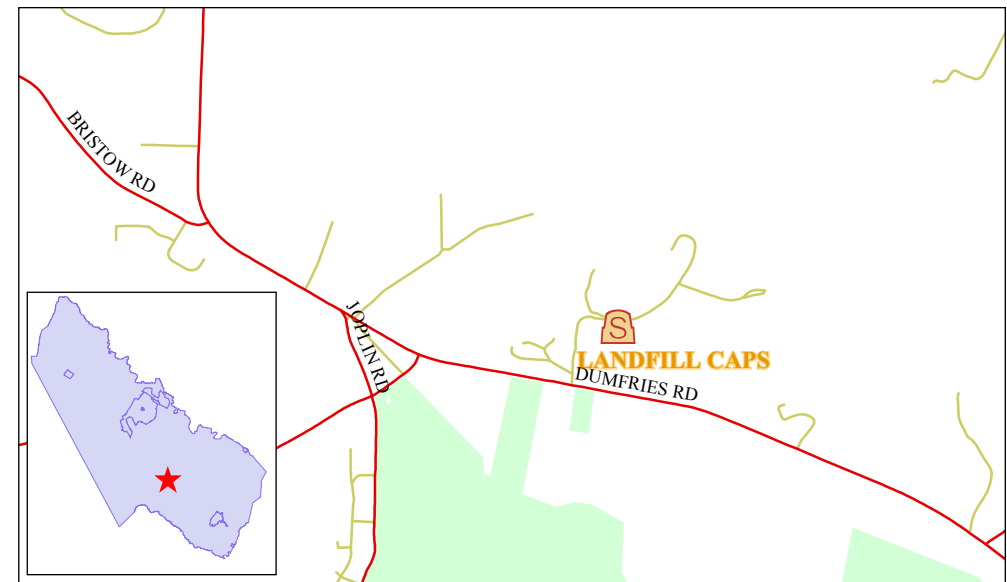 BRISTOW RD
JOPLIN RD
S
LANDFILL CAPS
DUMFRIES RD